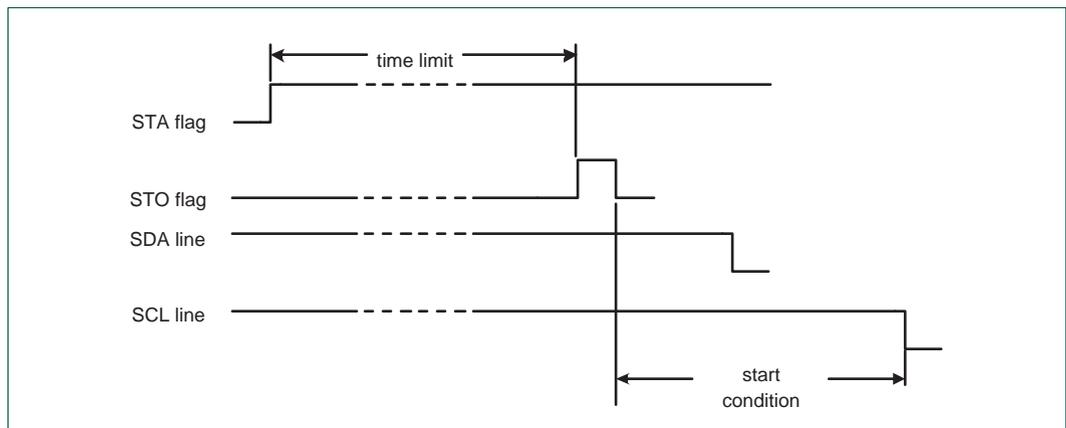 time limit
STA flag
STO flag
SDA line
SCL line
start
condition